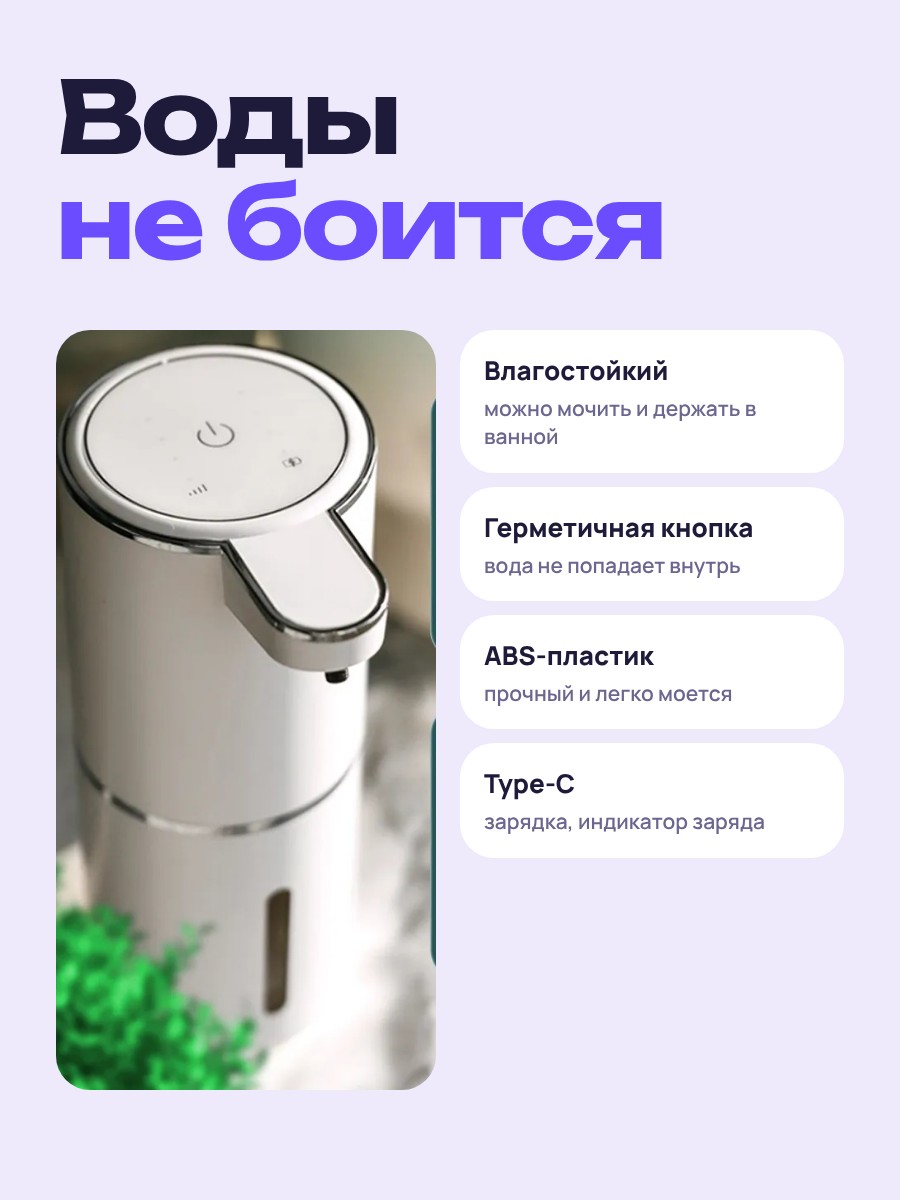 Воды
не боится
Влагостойкий
можно мочить и держать в
ванной
Герметичная кнопка
вода не попадает внутрь
ABS-пластик
прочный и легко моется
Type-C
зарядка, индикатор заряда